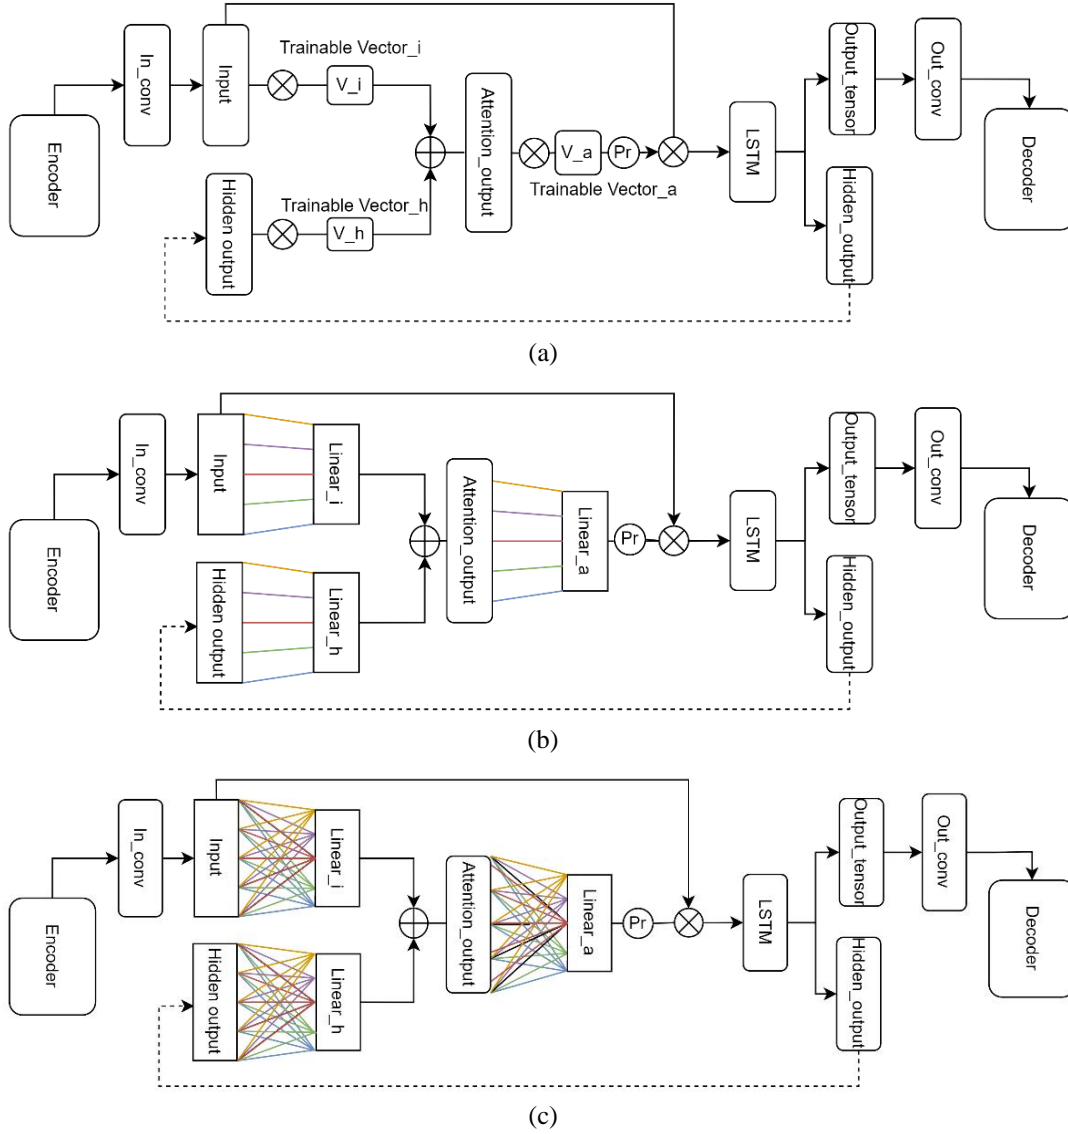 Encoder
In_conv
Input
Trainable Vector_i
V_i
Hidden output
Trainable Vector_h
V_h
Attention_output
V_a
Trainable Vector_a
Pr
LSTM
Output_tensor
Hidden_output
Out_conv
Decoder
(a)
Encoder
In_conv
Input
Linear_i
Hidden output
Linear_h
Attention_output
Linear_a
Pr
LSTM
Output_tensor
Hidden_output
Out_conv
Decoder
(b)
Encoder
In_conv
Input
Linear_i
Hidden output
Linear_h
Attention_output
Linear_a
Pr
LSTM
Output_tensor
Hidden_output
Out_conv
Decoder
(c)